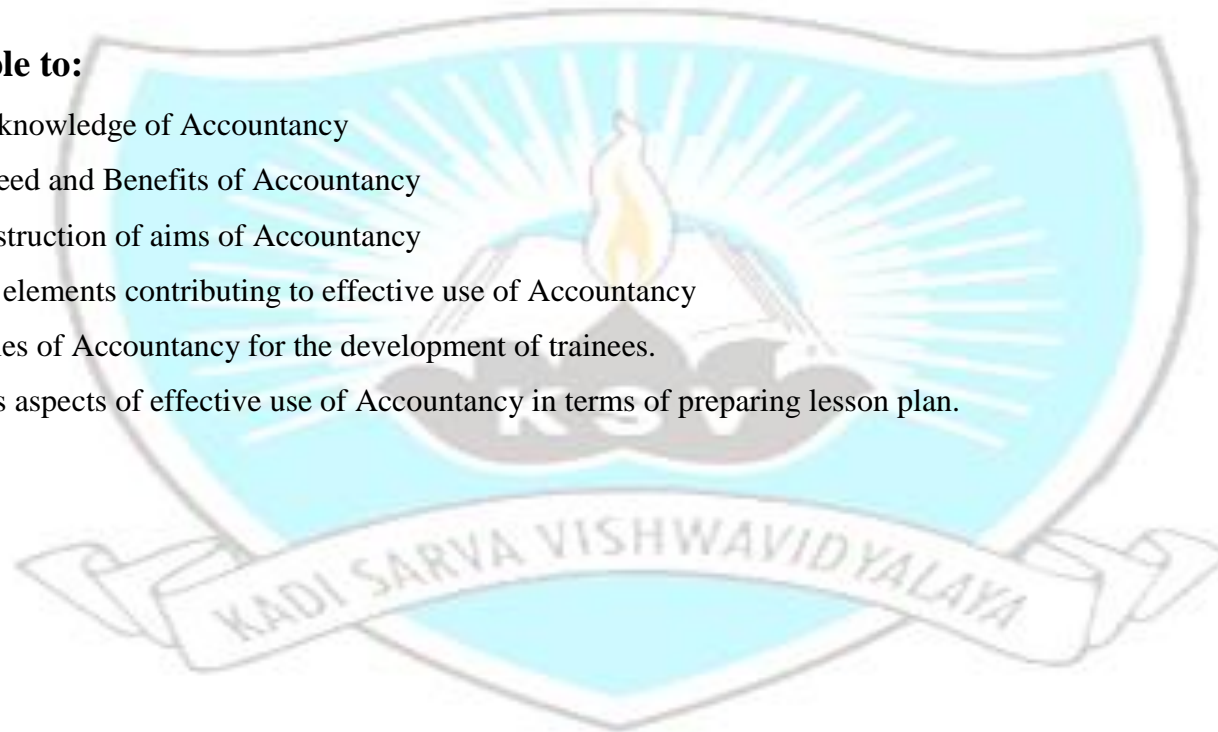 ple to:
knowledge of Accountancy
eed and Benefits of Accountancy
struction of aims of Accountancy
elements contributing to effective use of Accountancy
es of Accountancy for the development of trainees.
s aspects of effective use of Accountancy in terms of preparing lesson plan.
KSV
KADI SARVA VISHWAVIDYALAYA